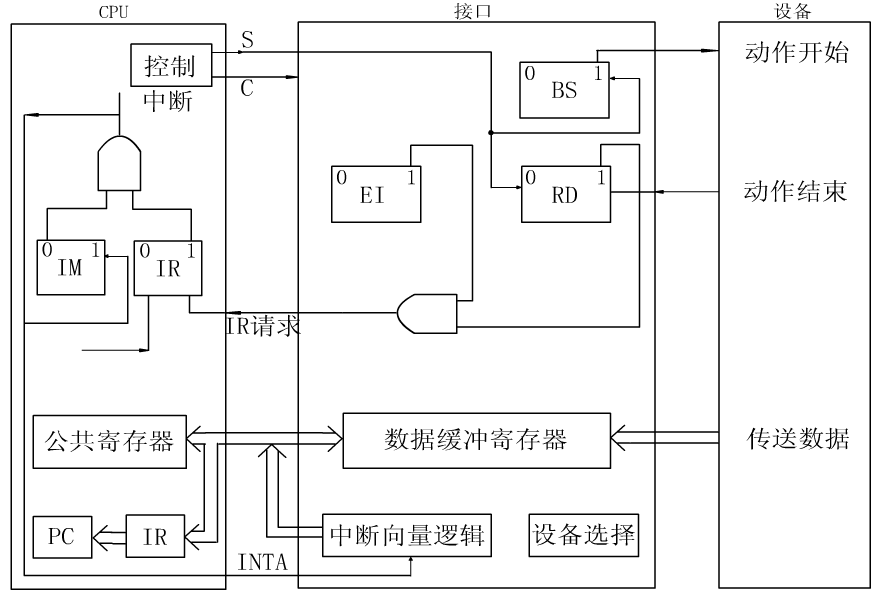 CPU
接口
设备
控制
S
C
中断
0 1
BS
动作开始
0 1
EI
0 1
RD
动作结束
0 1
IM
0 1
IR
IR请求
公共寄存器
数据缓冲寄存器
传送数据
PC
IR
中断向量逻辑
设备选择
INTA